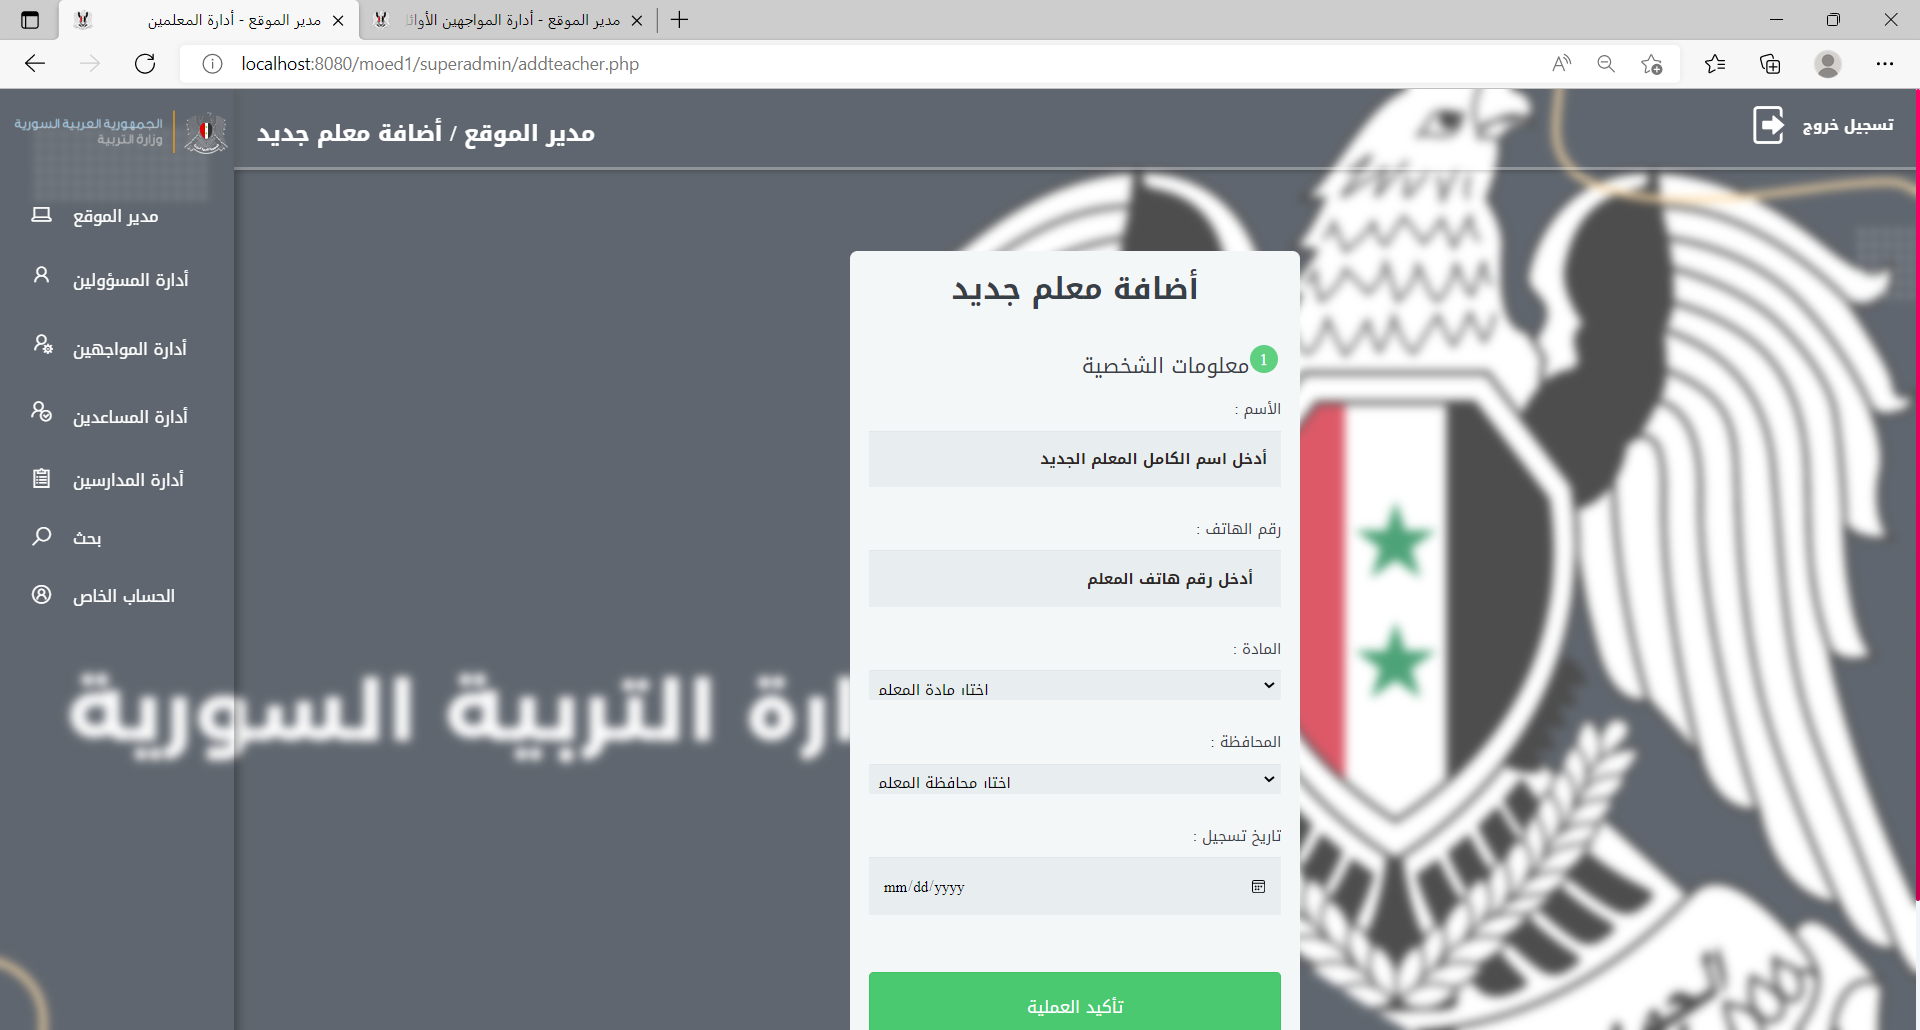 مدير الموقع - أدارة المعلمين
مدير الموقع - أدارة المواجهين الأوائل
localhost:8080/moed1/superadmin/addteacher.php
الجمهورية العربية السورية
وزارة التربية
مدير الموقع / أضافة معلم جديد
تسجيل خروج
مدير الموقع
أدارة المسؤولين
أدارة المواجهين
أدارة المساعدين
أدارة المدارسين
بحث
الحساب الخاص
أضافة معلم جديد
1 معلومات الشخصية
الأسم :
أدخل اسم الكامل المعلم الجديد
رقم الهاتف :
أدخل رقم هاتف المعلم
المادة :
اختار مادة المعلم
المحافظة :
اختار محافظة المعلم
تاريخ تسجيل :
mm/dd/yyyy
تأكيد العملية
ارة التربية السورية